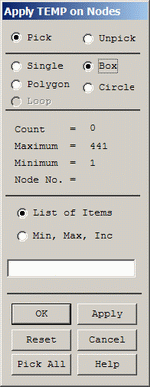 Apply TEMP on Nodes
Pick Unpick
Single Box
Polygon Circle
Loop
Count = 0
Maximum = 441
Minimum = 1
Node No. =
List of Items
Min, Max, Inc
OK Apply
Reset Cancel
Pick All Help